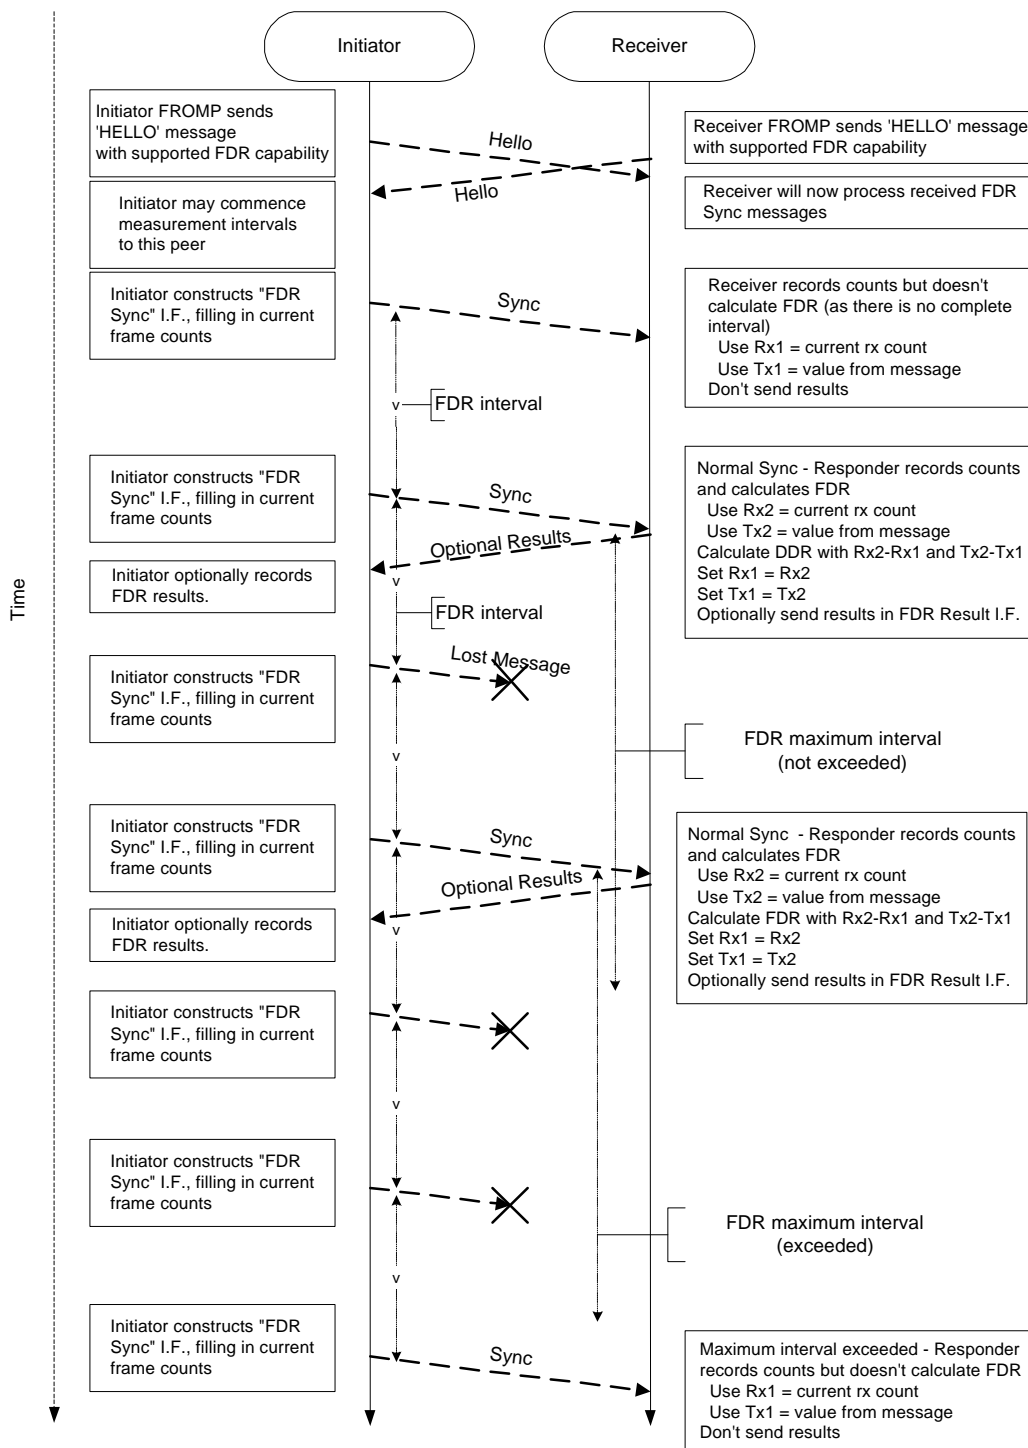 Initiator
Receiver
Initiator FROMP sends
'HELLO' message
with supported FDR capability
Hello
Receiver FROMP sends 'HELLO' message
with supported FDR capability
Hello
Initiator may commence
measurement intervals
to this peer
Receiver will now process received FDR
Sync messages
Initiator constructs "FDR
Sync" I.F., filling in current
frame counts
Sync
Receiver records counts but doesn't
calculate FDR (as there is no complete
interval)
Use Rx1 = current rx count
Use Tx1 = value from message
Don't send results
v
FDR interval
Initiator constructs "FDR
Sync" I.F., filling in current
frame counts
Sync
Normal Sync - Responder records counts
and calculates FDR
Use Rx2 = current rx count
Use Tx2 = value from message
Calculate DDR with Rx2-Rx1 and Tx2-Tx1
Set Rx1 = Rx2
Set Tx1 = Tx2
Optionally send results in FDR Result I.F.
Optional Results
Initiator optionally records
FDR results.
v
FDR interval
Time
Lost Message
Initiator constructs "FDR
Sync" I.F., filling in current
frame counts
v
FDR maximum interval
(not exceeded)
Initiator constructs "FDR
Sync" I.F., filling in current
frame counts
Sync
Normal Sync - Responder records counts
and calculates FDR
Use Rx2 = current rx count
Use Tx2 = value from message
Calculate FDR with Rx2-Rx1 and Tx2-Tx1
Set Rx1 = Rx2
Set Tx1 = Tx2
Optionally send results in FDR Result I.F.
Optional Results
Initiator optionally records
FDR results.
v
Initiator constructs "FDR
Sync" I.F., filling in current
frame counts
v
Initiator constructs "FDR
Sync" I.F., filling in current
frame counts
FDR maximum interval
(exceeded)
v
Initiator constructs "FDR
Sync" I.F., filling in current
frame counts
Sync
Maximum interval exceeded - Responder
records counts but doesn't calculate FDR
Use Rx1 = current rx count
Use Tx1 = value from message
Don't send results